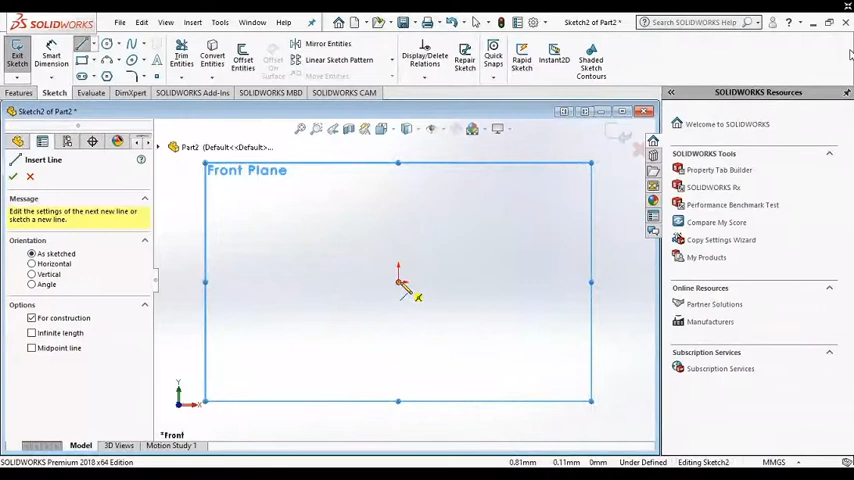 SOLIDWORKS File Edit View Insert Tools Window Help Sketch2 of Part2 * Search SOLIDWORKS Help
Exit Sketch Smart Dimension Trim Entities Convert Entities Offset Entities Offset On Surface Mirror Entities Linear Sketch Pattern Move Entities Display/Delete Relations Repair Sketch Quick Snaps Rapid Sketch Instant2D Shaded Sketch Contours
Features Sketch Evaluate DimXpert SOLIDWORKS Add-Ins SOLIDWORKS MBD SOLIDWORKS CAM
SOLIDWORKS Resources
Sketch2 of Part2 *
Welcome to SOLIDWORKS
Part2 (Default<<Default>...
SOLIDWORKS Tools
Insert Line
Front Plane
Property Tab Builder
SOLIDWORKS Rx
Message
Performance Benchmark Test
Edit the settings of the next new line or
sketch a new line.
Compare My Score
Copy Settings Wizard
Orientation
As sketched
My Products
Horizontal
Vertical
Angle
Online Resources
Options
Partner Solutions
For construction
Manufacturers
Infinite length
Midpoint line
Subscription Services
Subscription Services
Y
X
*Front
Model 3D Views Motion Study 1
SOLIDWORKS Premium 2018 x64 Edition 0.81mm 0.11mm 0mm Under Defined Editing Sketch2 MMGS